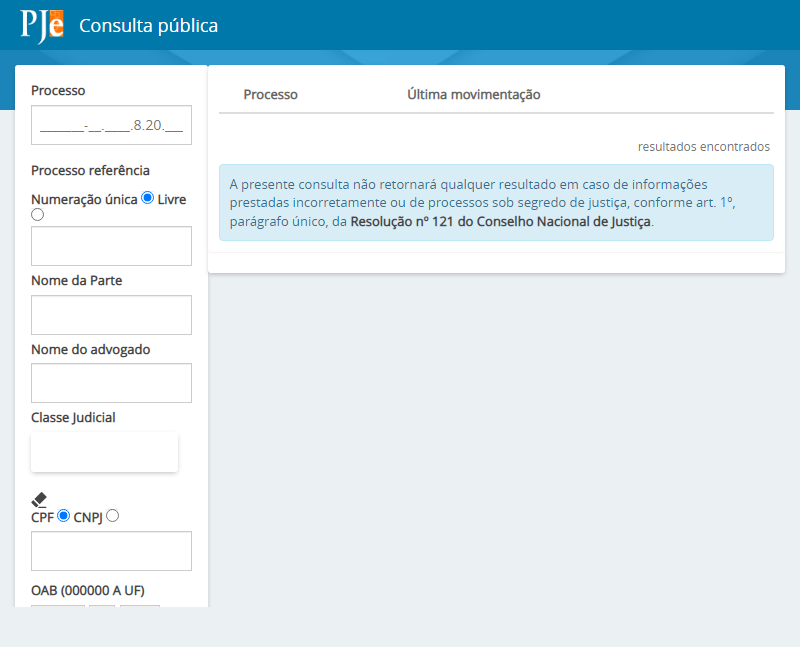 PJe Consulta pública
Processo
_______-__.____.8.20.___
Processo referência
Numeração única Livre
Nome da Parte
Nome do advogado
Classe Judicial
CPF CNPJ
OAB (000000 A UF)
Processo Última movimentação
resultados encontrados
A presente consulta não retornará qualquer resultado em caso de informações
prestadas incorretamente ou de processos sob segredo de justiça, conforme art. 1º,
parágrafo único, da Resolução nº 121 do Conselho Nacional de Justiça.